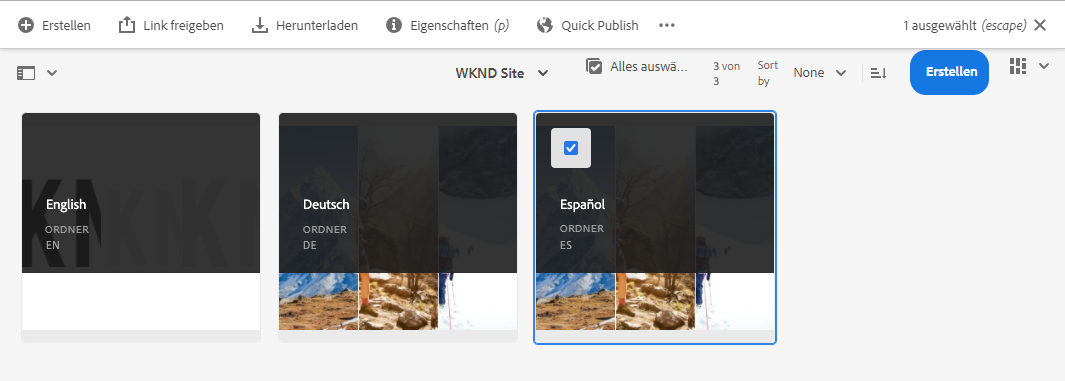 Erstellen Link freigeben Herunterladen Eigenschaften (p) Quick Publish 1 ausgewählt (escape)
WKND Site Alles auswä... 3 von 3 Sort by None Erstellen
English
ORDNER
EN
Deutsch
ORDNER
DE
Español
ORDNER
ES